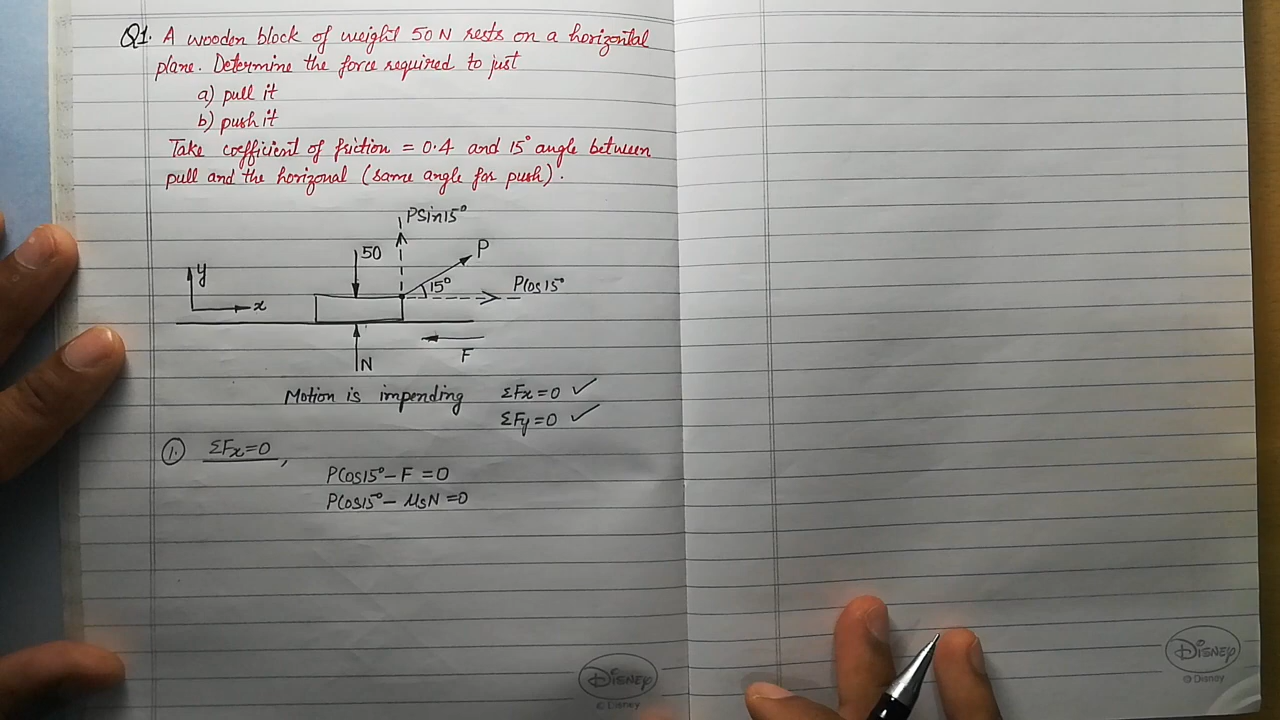 Q1. A wooden block of weight 50 N rests on a horizontal
plane. Determine the force required to just
a) pull it
b) push it
Take coefficient of friction = 0.4 and 15° angle between
pull and the horizonal (same angle for push).
PSin15°
50
P
y
15°
PCos15°
x
F
N
Motion is impending ΣFx=0 ✓
ΣFy=0 ✓
1. ΣFx=0,
PCos15° - F = 0
PCos15° - μsN = 0
DISNEY
© Disney
DISNEY
© Disney